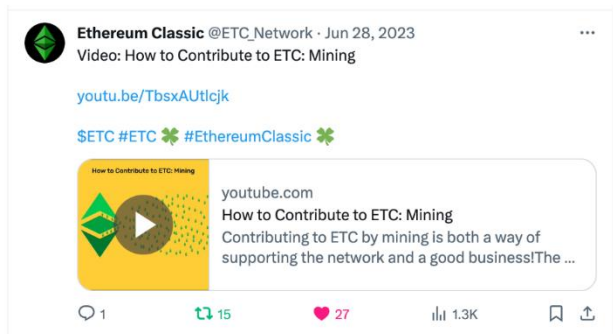 Ethereum Classic @ETC_Network · Jun 28, 2023
Video: How to Contribute to ETC: Mining
youtu.be/TbsxAUtlcjk
$ETC #ETC 🍀 #EthereumClassic 🍀
How to Contribute to ETC: Mining
youtube.com
How to Contribute to ETC: Mining
Contributing to ETC by mining is both a way of
supporting the network and a good business!The ...
1 15 27 1.3K